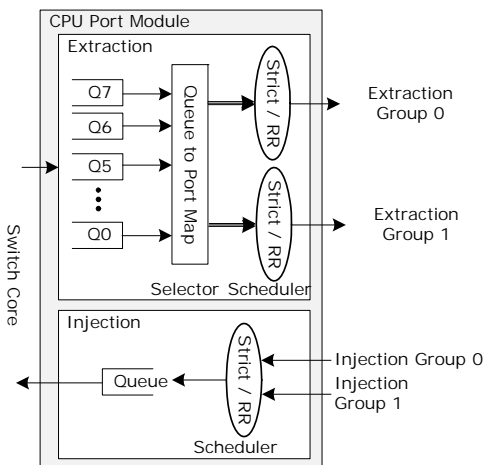 CPU Port Module
Extraction
Q7
Q6
Q5
Q0
Queue to Port Map
Strict / RR
Strict / RR
Extraction
Group 0
Extraction
Group 1
Selector Scheduler
Switch Core
Injection
Queue
Strict / RR
Scheduler
Injection Group 0
Injection
Group 1